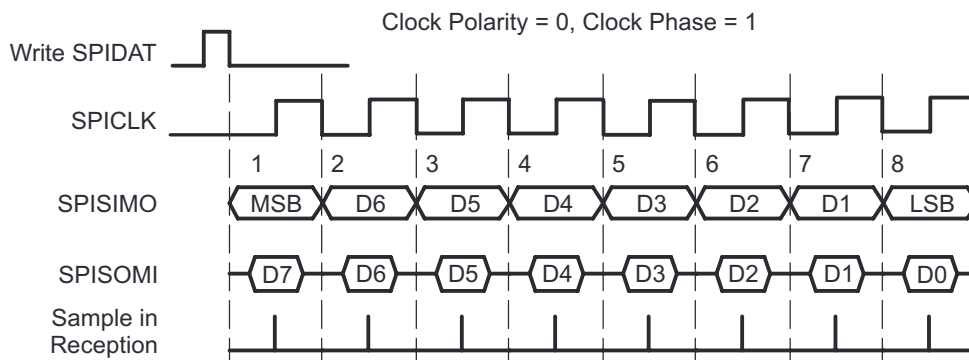 Clock Polarity = 0, Clock Phase = 1
Write SPIDAT
SPICLK
1 2 3 4 5 6 7 8
SPISIMO MSB D6 D5 D4 D3 D2 D1 LSB
SPISOMI D7 D6 D5 D4 D3 D2 D1 D0
Sample in
Reception